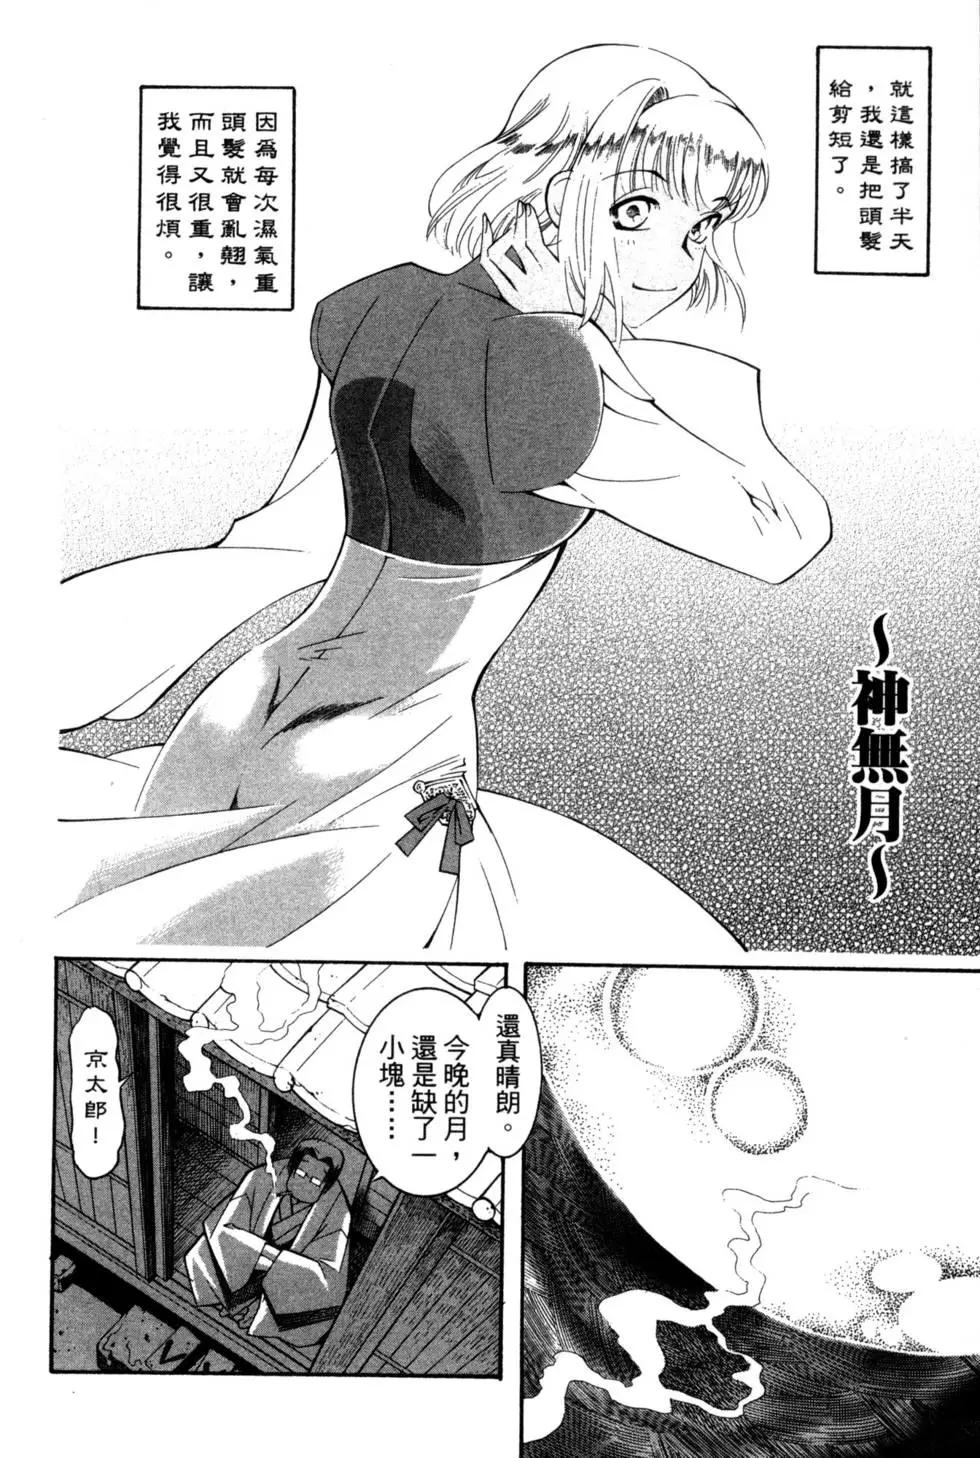 就這樣搞了半天
，我還是把頭髮
給剪短了。
因為每次濕氣重
頭髮就會亂翹，
而且又很重，讓
我覺得很煩。
～神無月～
還真晴朗。
今晚的月，
還是缺了一
小塊……
京太郎！